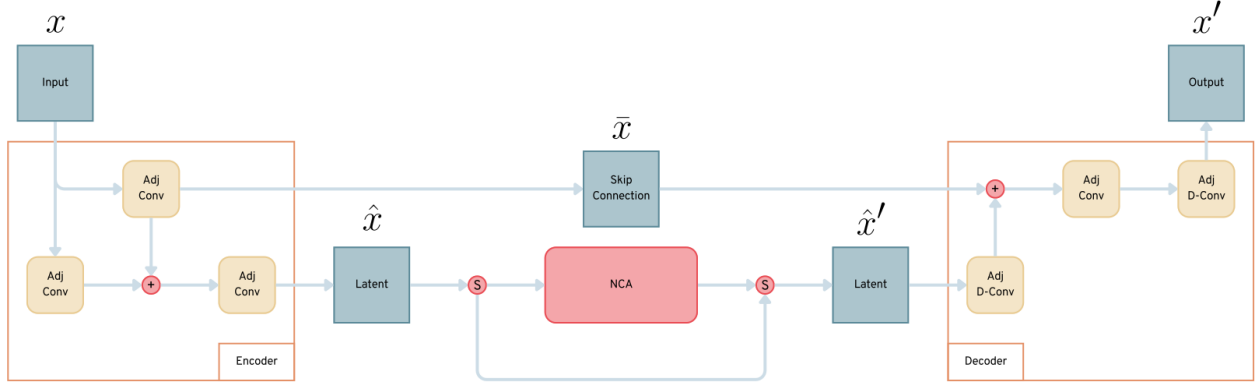 x
x′
Input
Output
x̄
Adj
Conv
Skip
Connection
Adj
Conv
Adj
D-Conv
+
x̂
x̂′
Adj
Conv
+
Adj
Conv
Latent
S
NCA
S
Latent
Adj
D-Conv
Encoder
Decoder